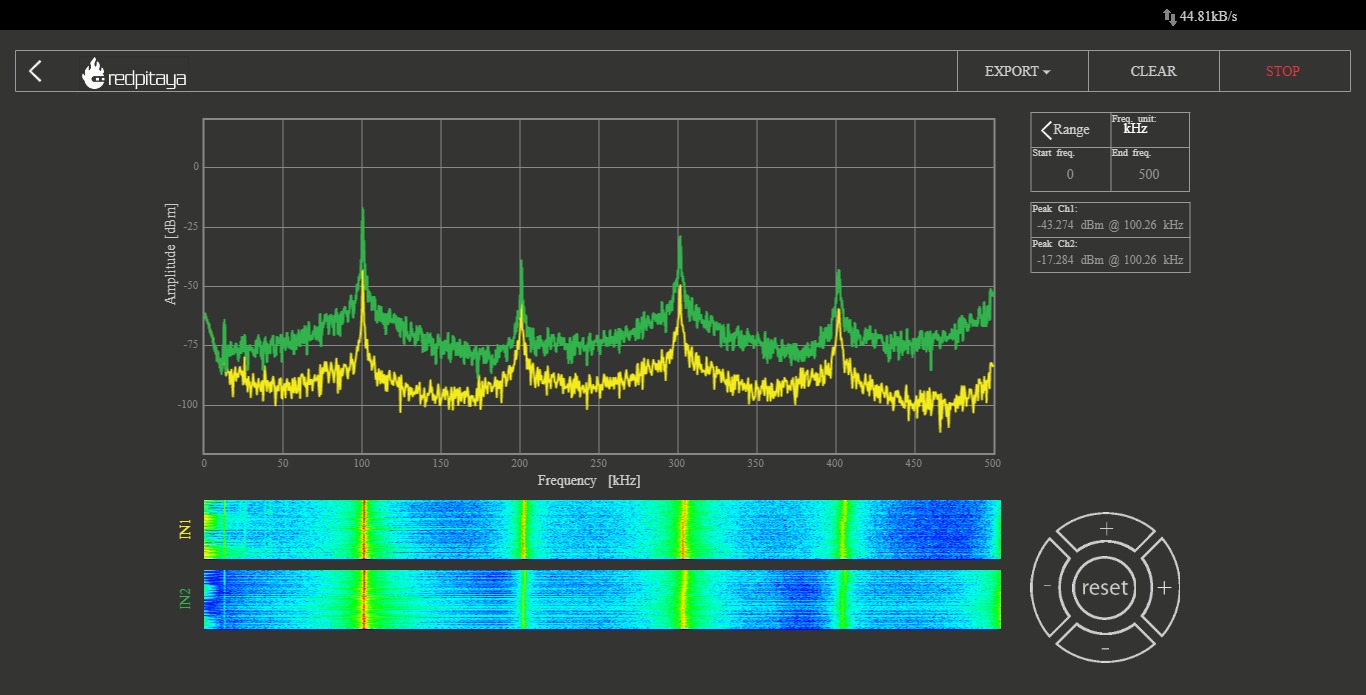 44.81kB/s
redpitaya
EXPORT
CLEAR
STOP
Range
Freq. unit:
kHz
Start freq.
End freq.
0
500
Peak Ch1:
-43.274 dBm @ 100.26 kHz
Peak Ch2:
-17.284 dBm @ 100.26 kHz
Amplitude [dBm]
0
-25
-50
-75
-100
0 50 100 150 200 250 300 350 400 450 500
Frequency [kHz]
IN1
IN2
+
- reset +
-